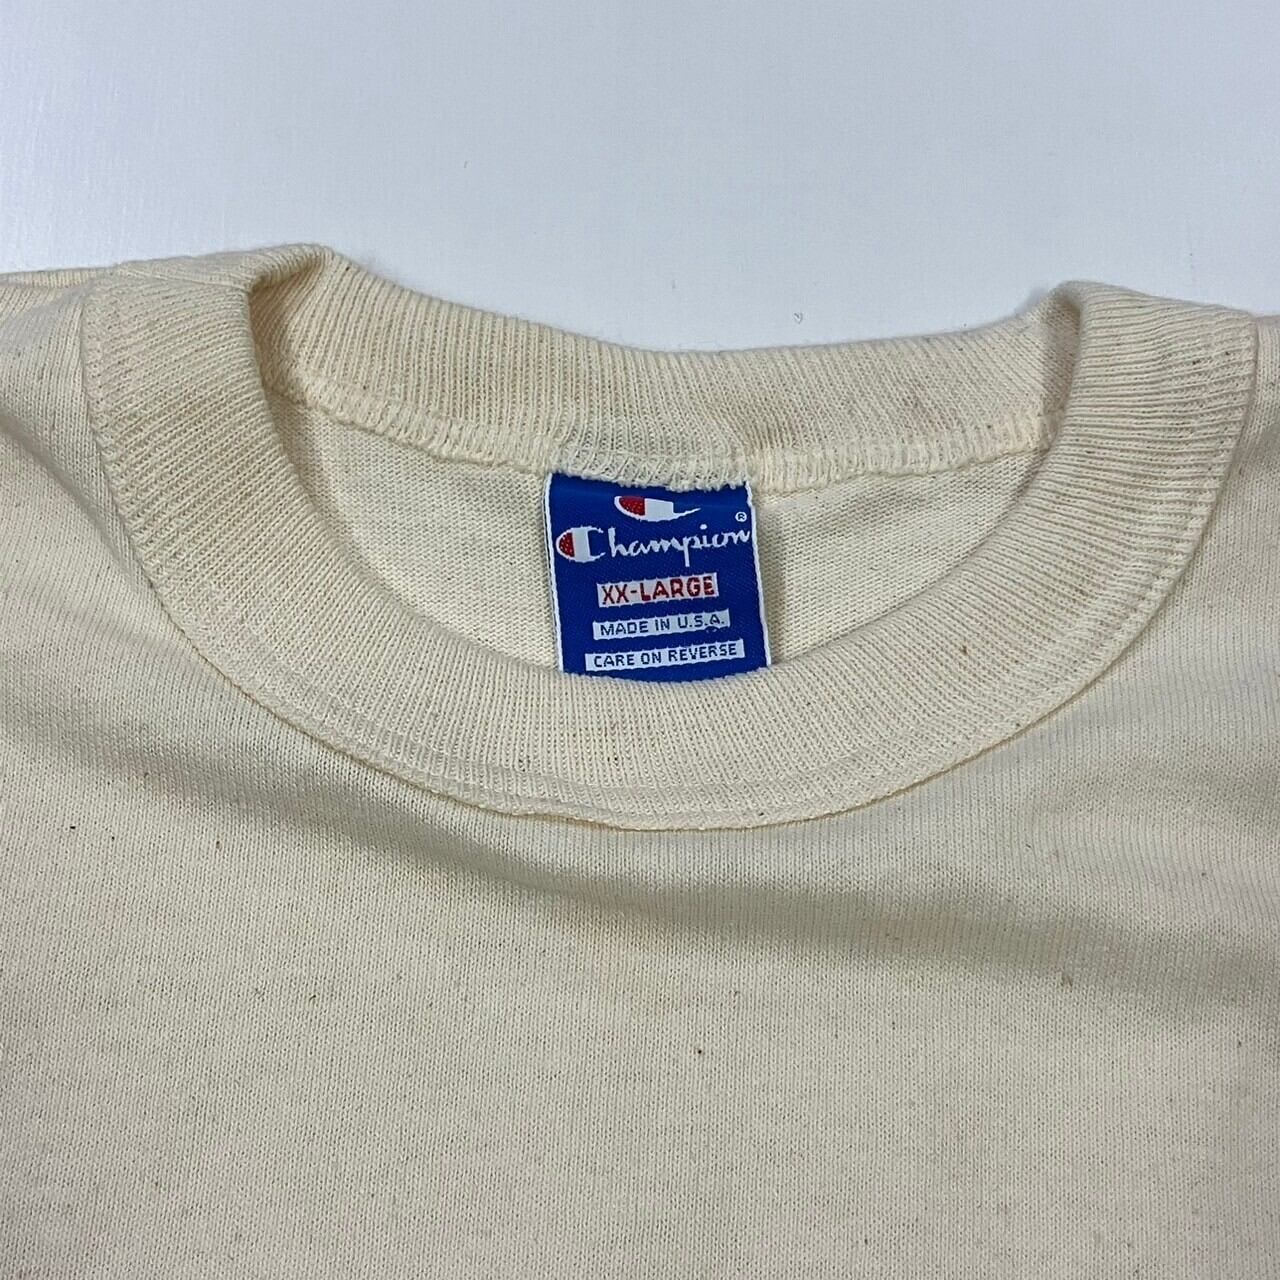 Champion®
XX-LARGE
MADE IN U.S.A.
CARE ON REVERSE